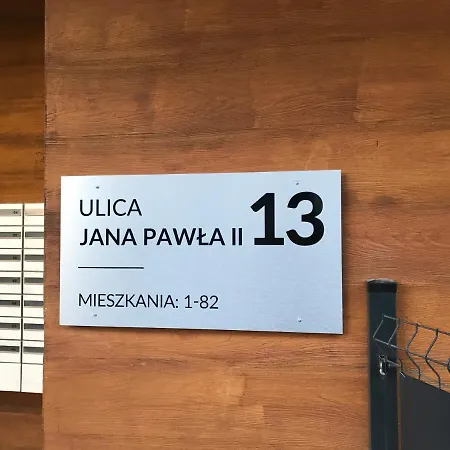 ULICA
JANA PAWŁA II 13
MIESZKANIA: 1-82